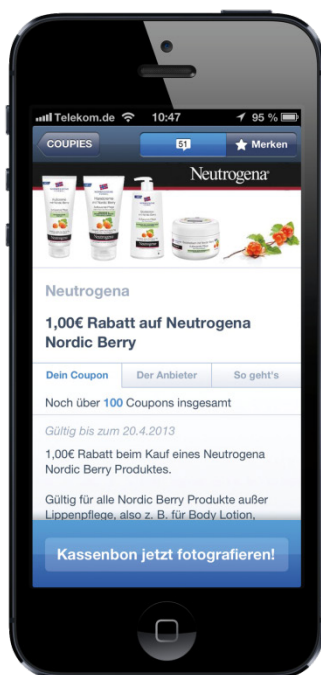 Telekom.de 10:47 95 %
COUPIES 51 Merken
Neutrogena
Neutrogena
1,00€ Rabatt auf Neutrogena
Nordic Berry
Dein Coupon Der Anbieter So geht's
Noch über 100 Coupons insgesamt
Gültig bis zum 20.4.2013
1,00€ Rabatt beim Kauf eines Neutrogena
Nordic Berry Produktes.
Gültig für alle Nordic Berry Produkte außer
Lippenpflege, also z. B. für Body Lotion,
Kassenbon jetzt fotografieren!